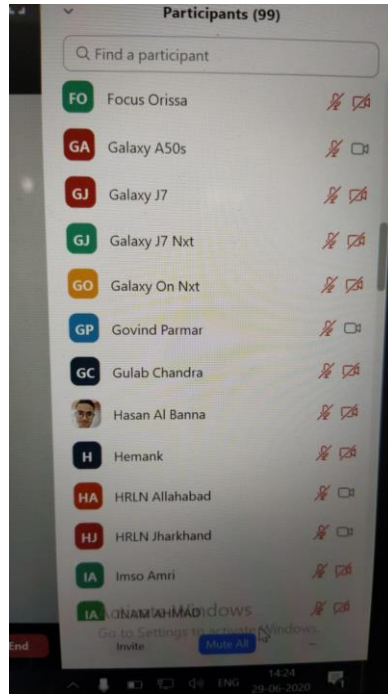 Participants (99)
Find a participant
FO Focus Orissa
GA Galaxy A50s
GJ Galaxy J7
GJ Galaxy J7 Nxt
GO Galaxy On Nxt
GP Govind Parmar
GC Gulab Chandra
Hasan Al Banna
H Hemank
HA HRLN Allahabad
HJ HRLN Jharkhand
IA Imso Amri
IA INAM AHMAD
Activate Windows
Go to Settings to activate Windows.
End
Invite
Mute All
ENG
14:24
29-06-2020